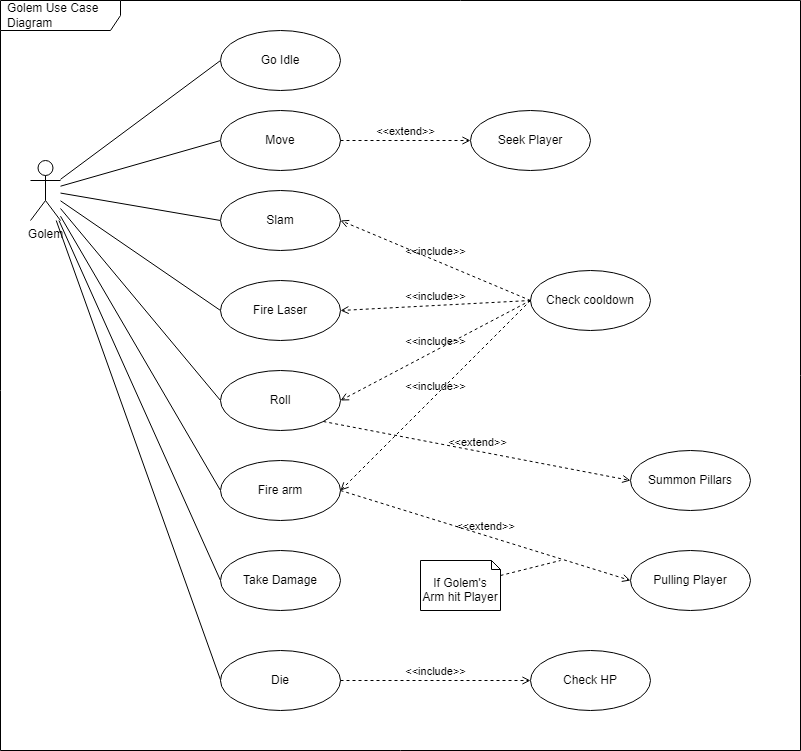 Golem Use Case
Diagram
Go Idle
Move
<<extend>>
Seek Player
Golem
Slam
<<include>>
Fire Laser
<<include>>
Check cooldown
<<include>>
<<include>>
Roll
<<extend>>
Summon Pillars
Fire arm
<<extend>>
If Golem's
Arm hit Player
Take Damage
Pulling Player
Die
<<include>>
Check HP